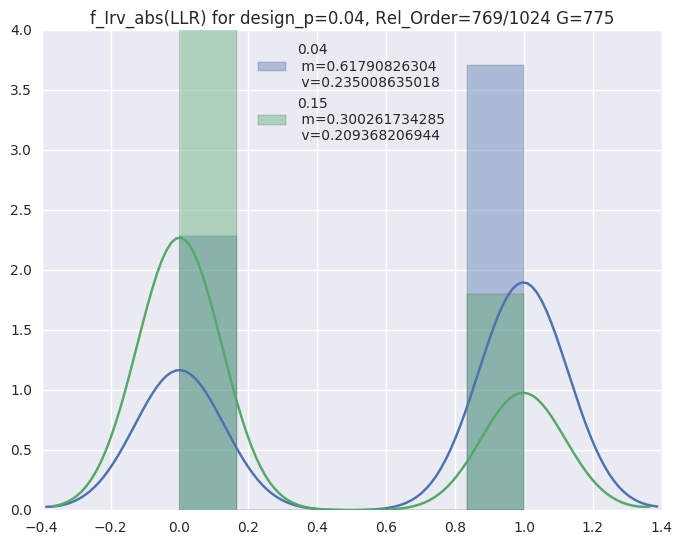 f_Irv_abs(LLR) for design_p=0.04, Rel_Order=769/1024 G=775
4.0
3.5
3.0
2.5
2.0
1.5
1.0
0.5
0.0
0.04
m=0.61790826304
v=0.235008635018
0.15
m=0.300261734285
v=0.209368206944
−0.4 −0.2 0.0 0.2 0.4 0.6 0.8 1.0 1.2 1.4